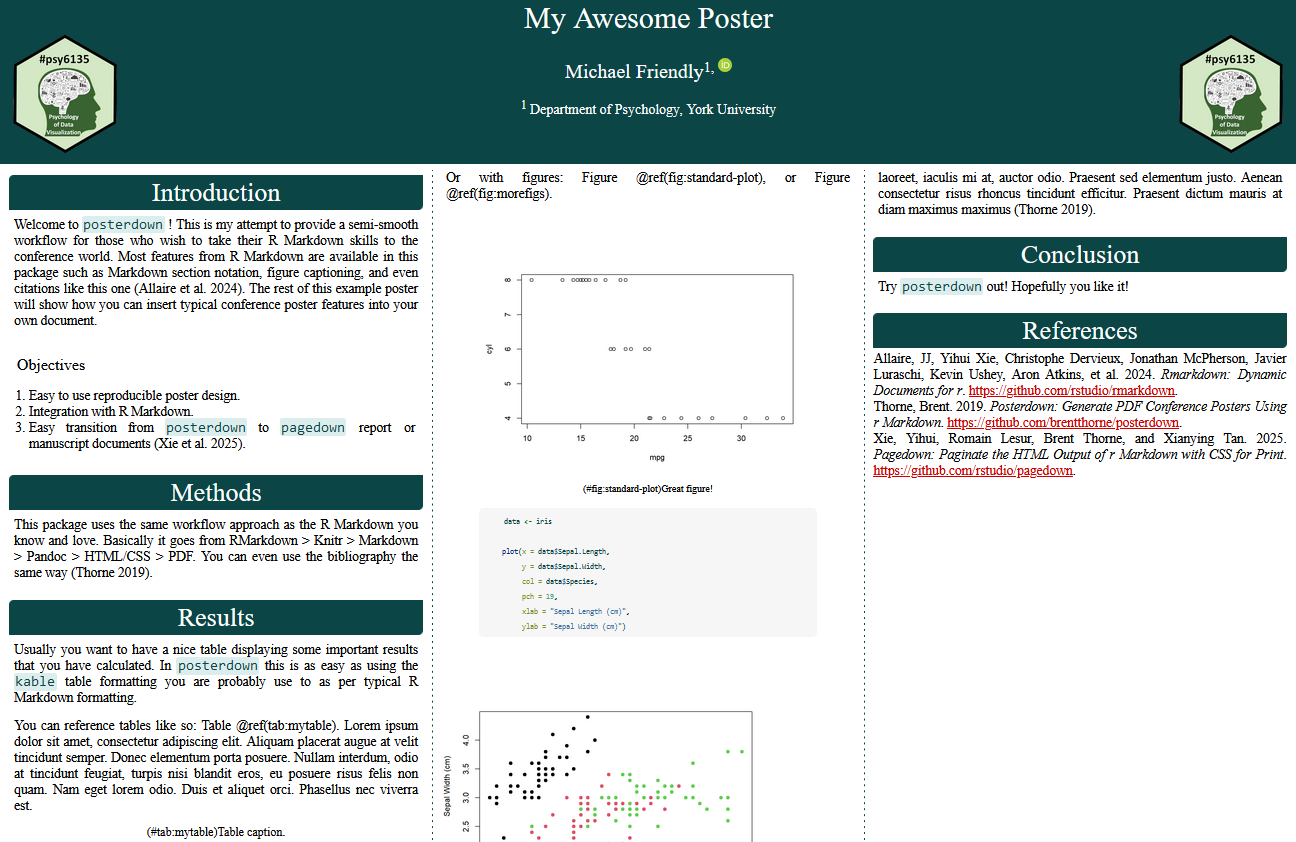 My Awesome Poster
#psy6135
Psychology
of Data
Visualization
Michael Friendly1, iD
1 Department of Psychology, York University
#psy6135
Psychology
of Data
Visualization
Introduction
Welcome to posterdown ! This is my attempt to provide a semi-smooth
workflow for those who wish to take their R Markdown skills to the
conference world. Most features from R Markdown are available in this
package such as Markdown section notation, figure captioning, and even
citations like this one (Allaire et al. 2024). The rest of this example poster
will show how you can insert typical conference poster features into your
own document.
Objectives
1. Easy to use reproducible poster design.
2. Integration with R Markdown.
3. Easy transition from posterdown to pagedown report or
manuscript documents (Xie et al. 2025).
Methods
This package uses the same workflow approach as the R Markdown you
know and love. Basically it goes from RMarkdown > Knitr > Markdown
> Pandoc > HTML/CSS > PDF. You can even use the bibliography the
same way (Thorne 2019).
Results
Usually you want to have a nice table displaying some important results
that you have calculated. In posterdown this is as easy as using the
kable table formatting you are probably use to as per typical R
Markdown formatting.
You can reference tables like so: Table @ref(tab:mytable). Lorem ipsum
dolor sit amet, consectetur adipiscing elit. Aliquam placerat augue at velit
tincidunt semper. Donec elementum porta posuere. Nullam interdum, odio
at tincidunt feugiat, turpis nisi blandit eros, eu posuere risus felis non
quam. Nam eget lorem odio. Duis et aliquet orci. Phasellus nec viverra
est.
(#tab:mytable)Table caption.
Or with figures: Figure @ref(fig:standard-plot), or Figure
@ref(fig:morefigs).
8
7
6
5
4
cyl
10 15 20 25 30
mpg
(#fig:standard-plot)Great figure!
data <- iris
plot(x = data$Sepal.Length,
y = data$Sepal.Width,
col = data$Species,
pch = 19,
xlab = "Sepal Length (cm)",
ylab = "Sepal Width (cm)")
4.0
3.5
3.0
2.5
Sepal Width (cm)
laoreet, iaculis mi at, auctor odio. Praesent sed elementum justo. Aenean
consectetur risus rhoncus tincidunt efficitur. Praesent dictum mauris at
diam maximus maximus (Thorne 2019).
Conclusion
Try posterdown out! Hopefully you like it!
References
Allaire, JJ, Yihui Xie, Christophe Dervieux, Jonathan McPherson, Javier
Luraschi, Kevin Ushey, Aron Atkins, et al. 2024. Rmarkdown: Dynamic
Documents for r. https://github.com/rstudio/rmarkdown.
Thorne, Brent. 2019. Posterdown: Generate PDF Conference Posters Using
r Markdown. https://github.com/brentthorne/posterdown.
Xie, Yihui, Romain Lesur, Brent Thorne, and Xianying Tan. 2025.
Pagedown: Paginate the HTML Output of r Markdown with CSS for Print.
https://github.com/rstudio/pagedown.